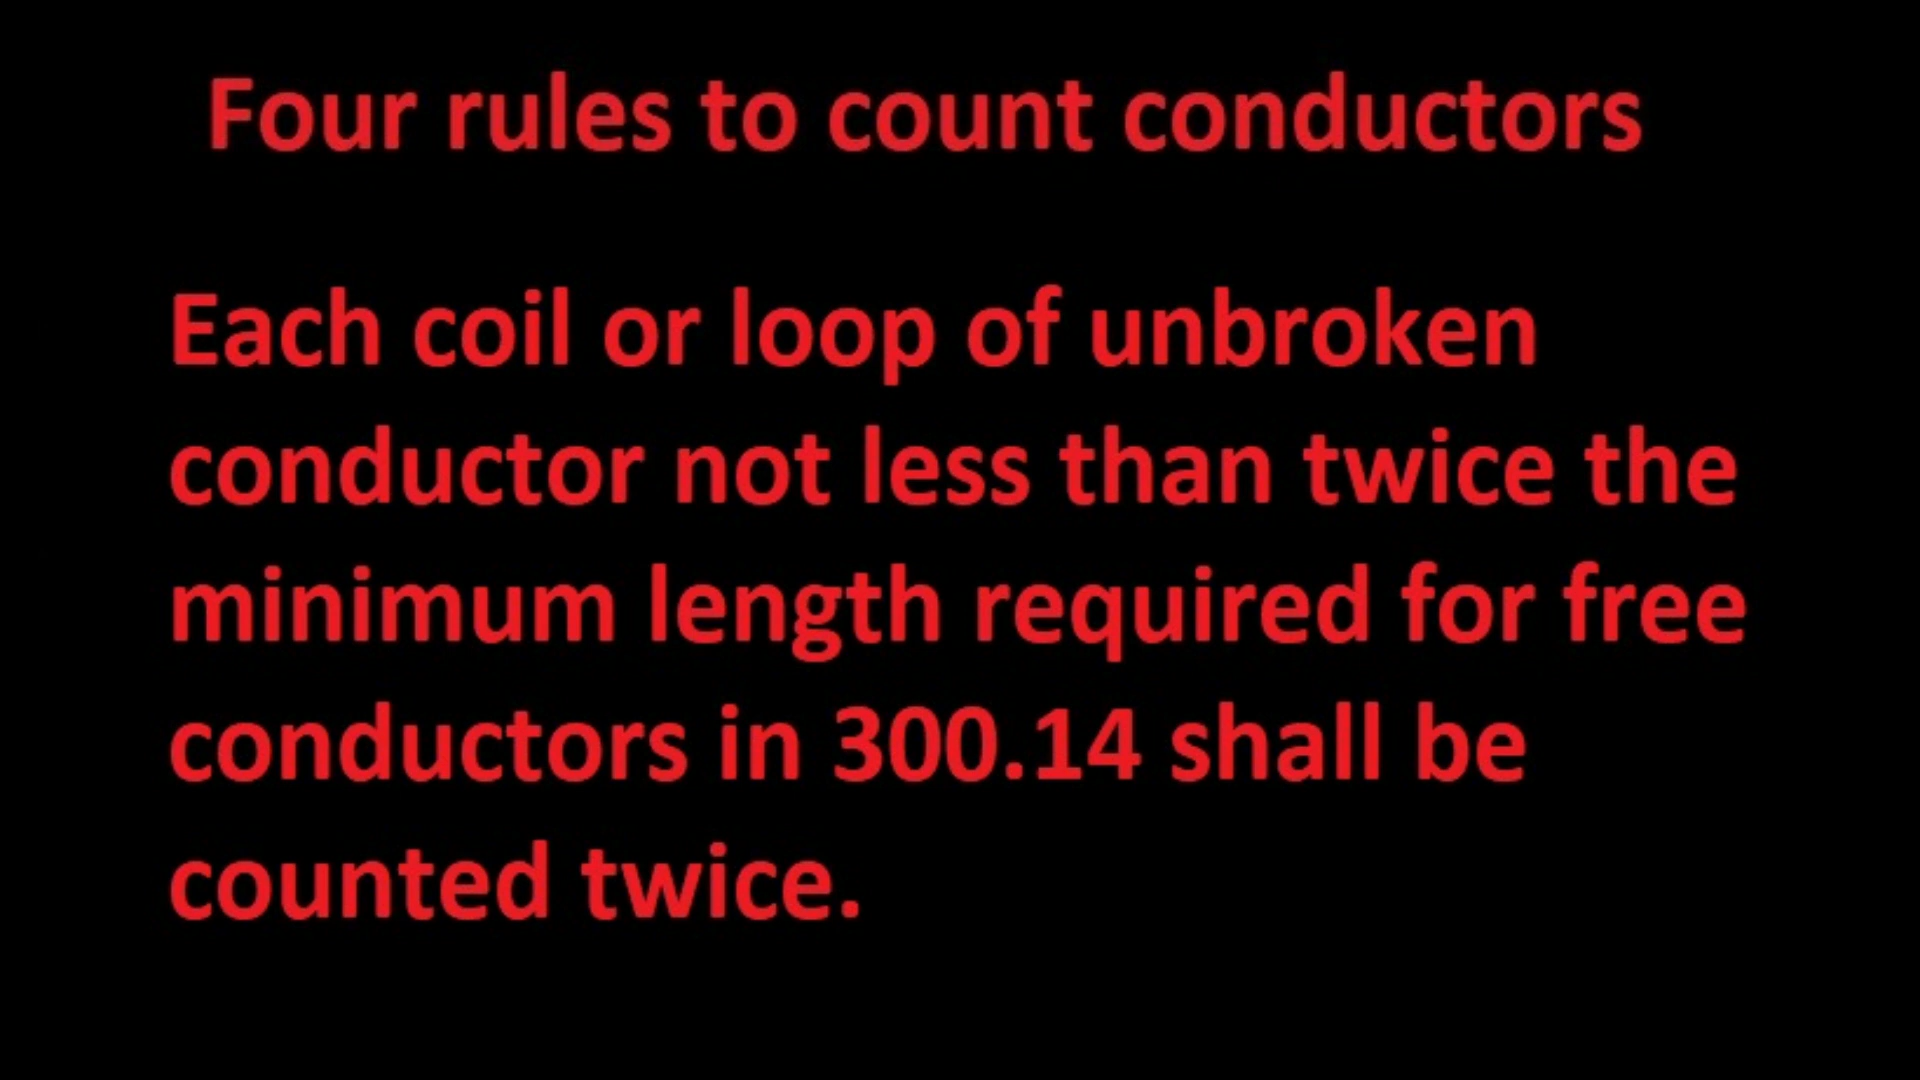 Four rules to count conductors
Each coil or loop of unbroken
conductor not less than twice the
minimum length required for free
conductors in 300.14 shall be
counted twice.